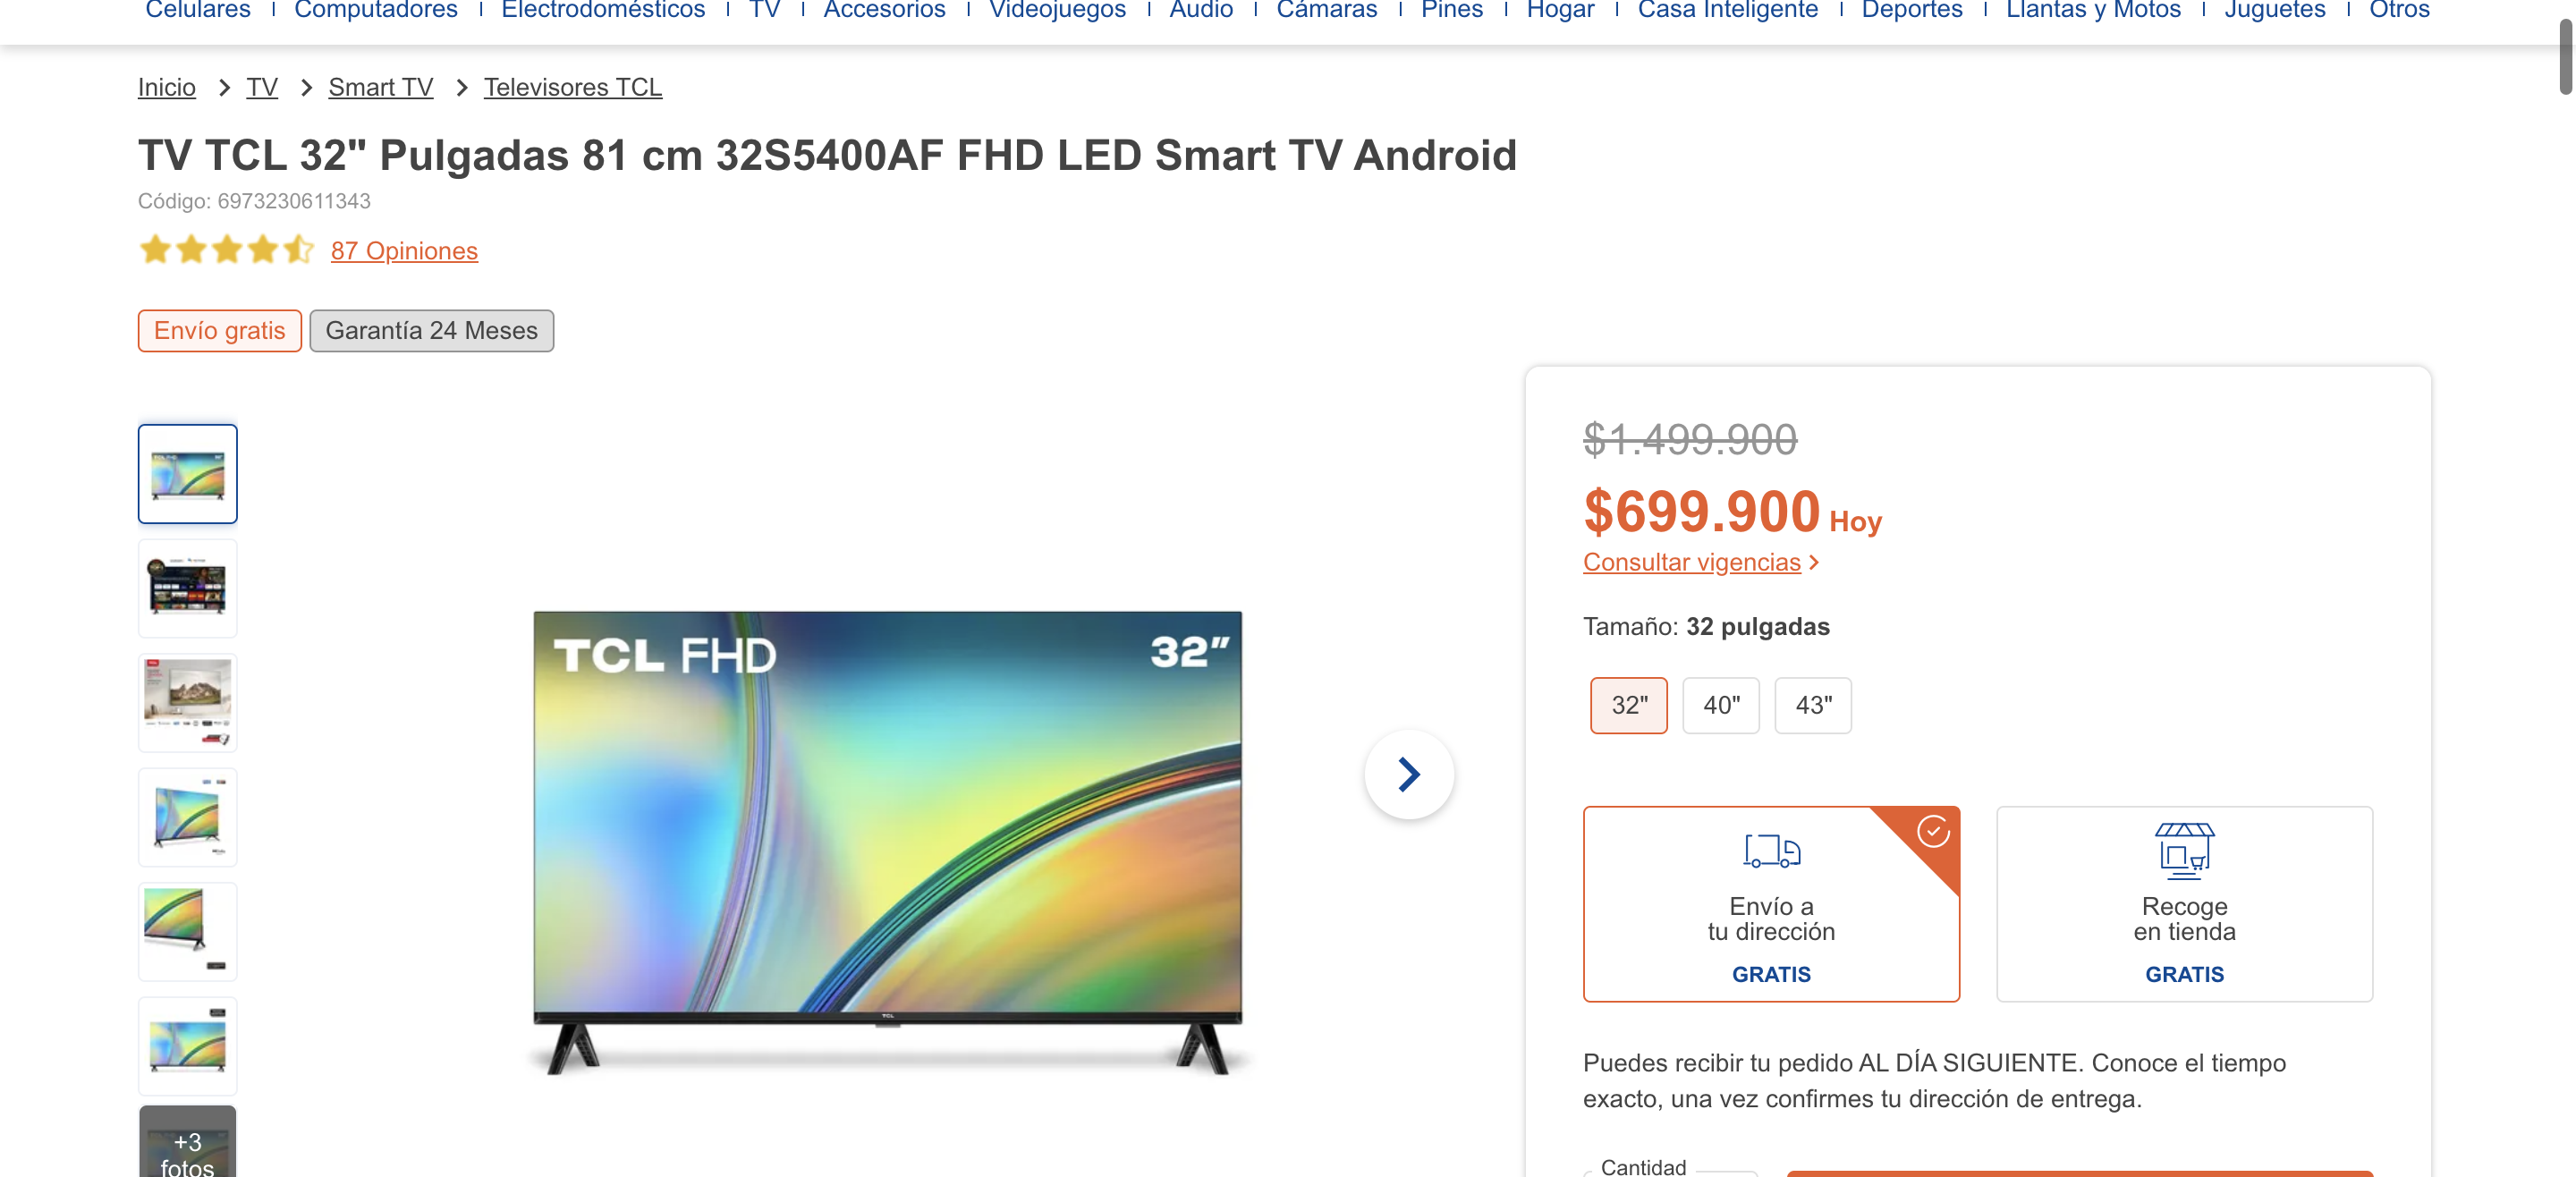 Celulares | Computadores | Electrodomésticos | TV | Accesorios | Videojuegos | Audio | Cámaras | Pines | Hogar | Casa Inteligente | Deportes | Llantas y Motos | Juguetes | Otros
Inicio > TV > Smart TV > Televisores TCL
TV TCL 32" Pulgadas 81 cm 32S5400AF FHD LED Smart TV Android
Código: 6973230611343
87 Opiniones
Envío gratis
Garantía 24 Meses
TCL FHD
32"
TCL
+3
fotos
$1.499.900
$699.900 Hoy
Consultar vigencias >
Tamaño: 32 pulgadas
32" 40" 43"
Envío a
tu dirección
GRATIS
Recoge
en tienda
GRATIS
Puedes recibir tu pedido AL DÍA SIGUIENTE. Conoce el tiempo
exacto, una vez confirmes tu dirección de entrega.
Cantidad